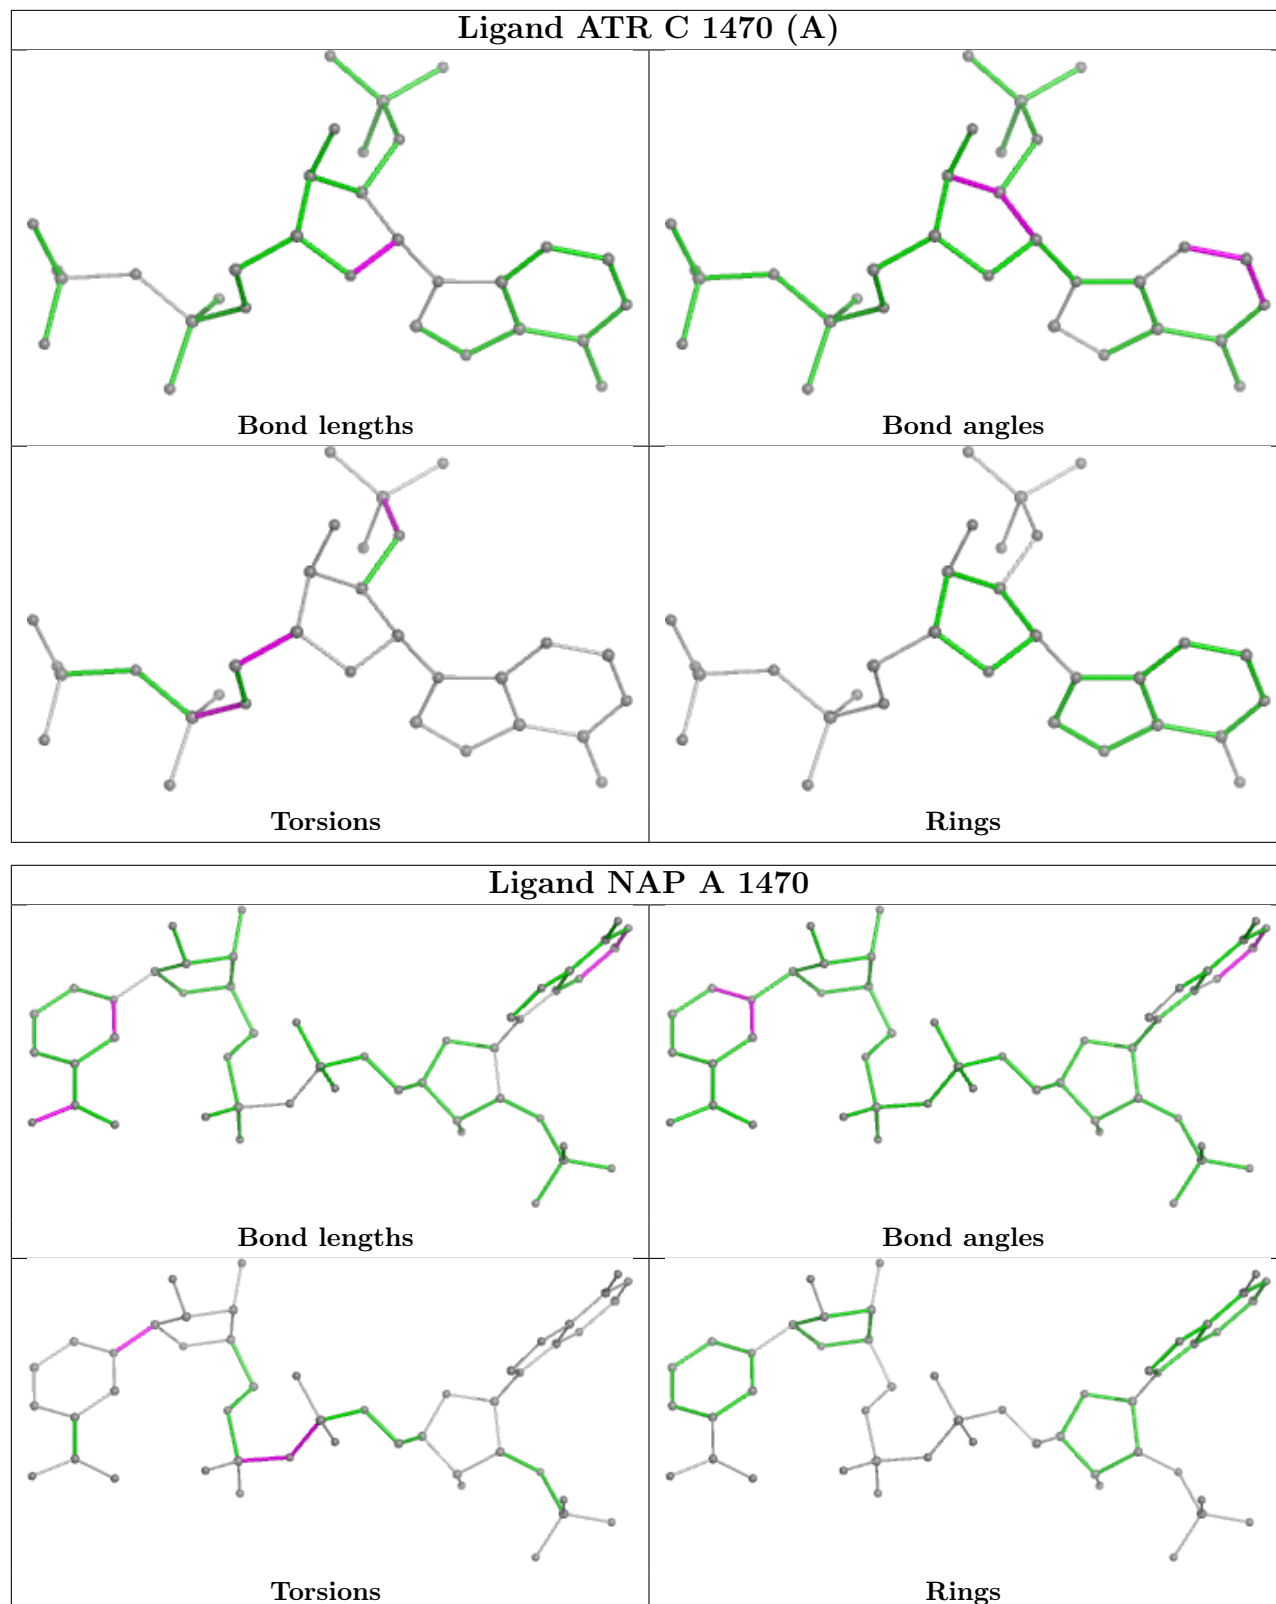 Ligand ATR C 1470 (A)
Bond lengths
Bond angles
Torsions
Rings
Ligand NAP A 1470
Bond lengths
Bond angles
Torsions
Rings